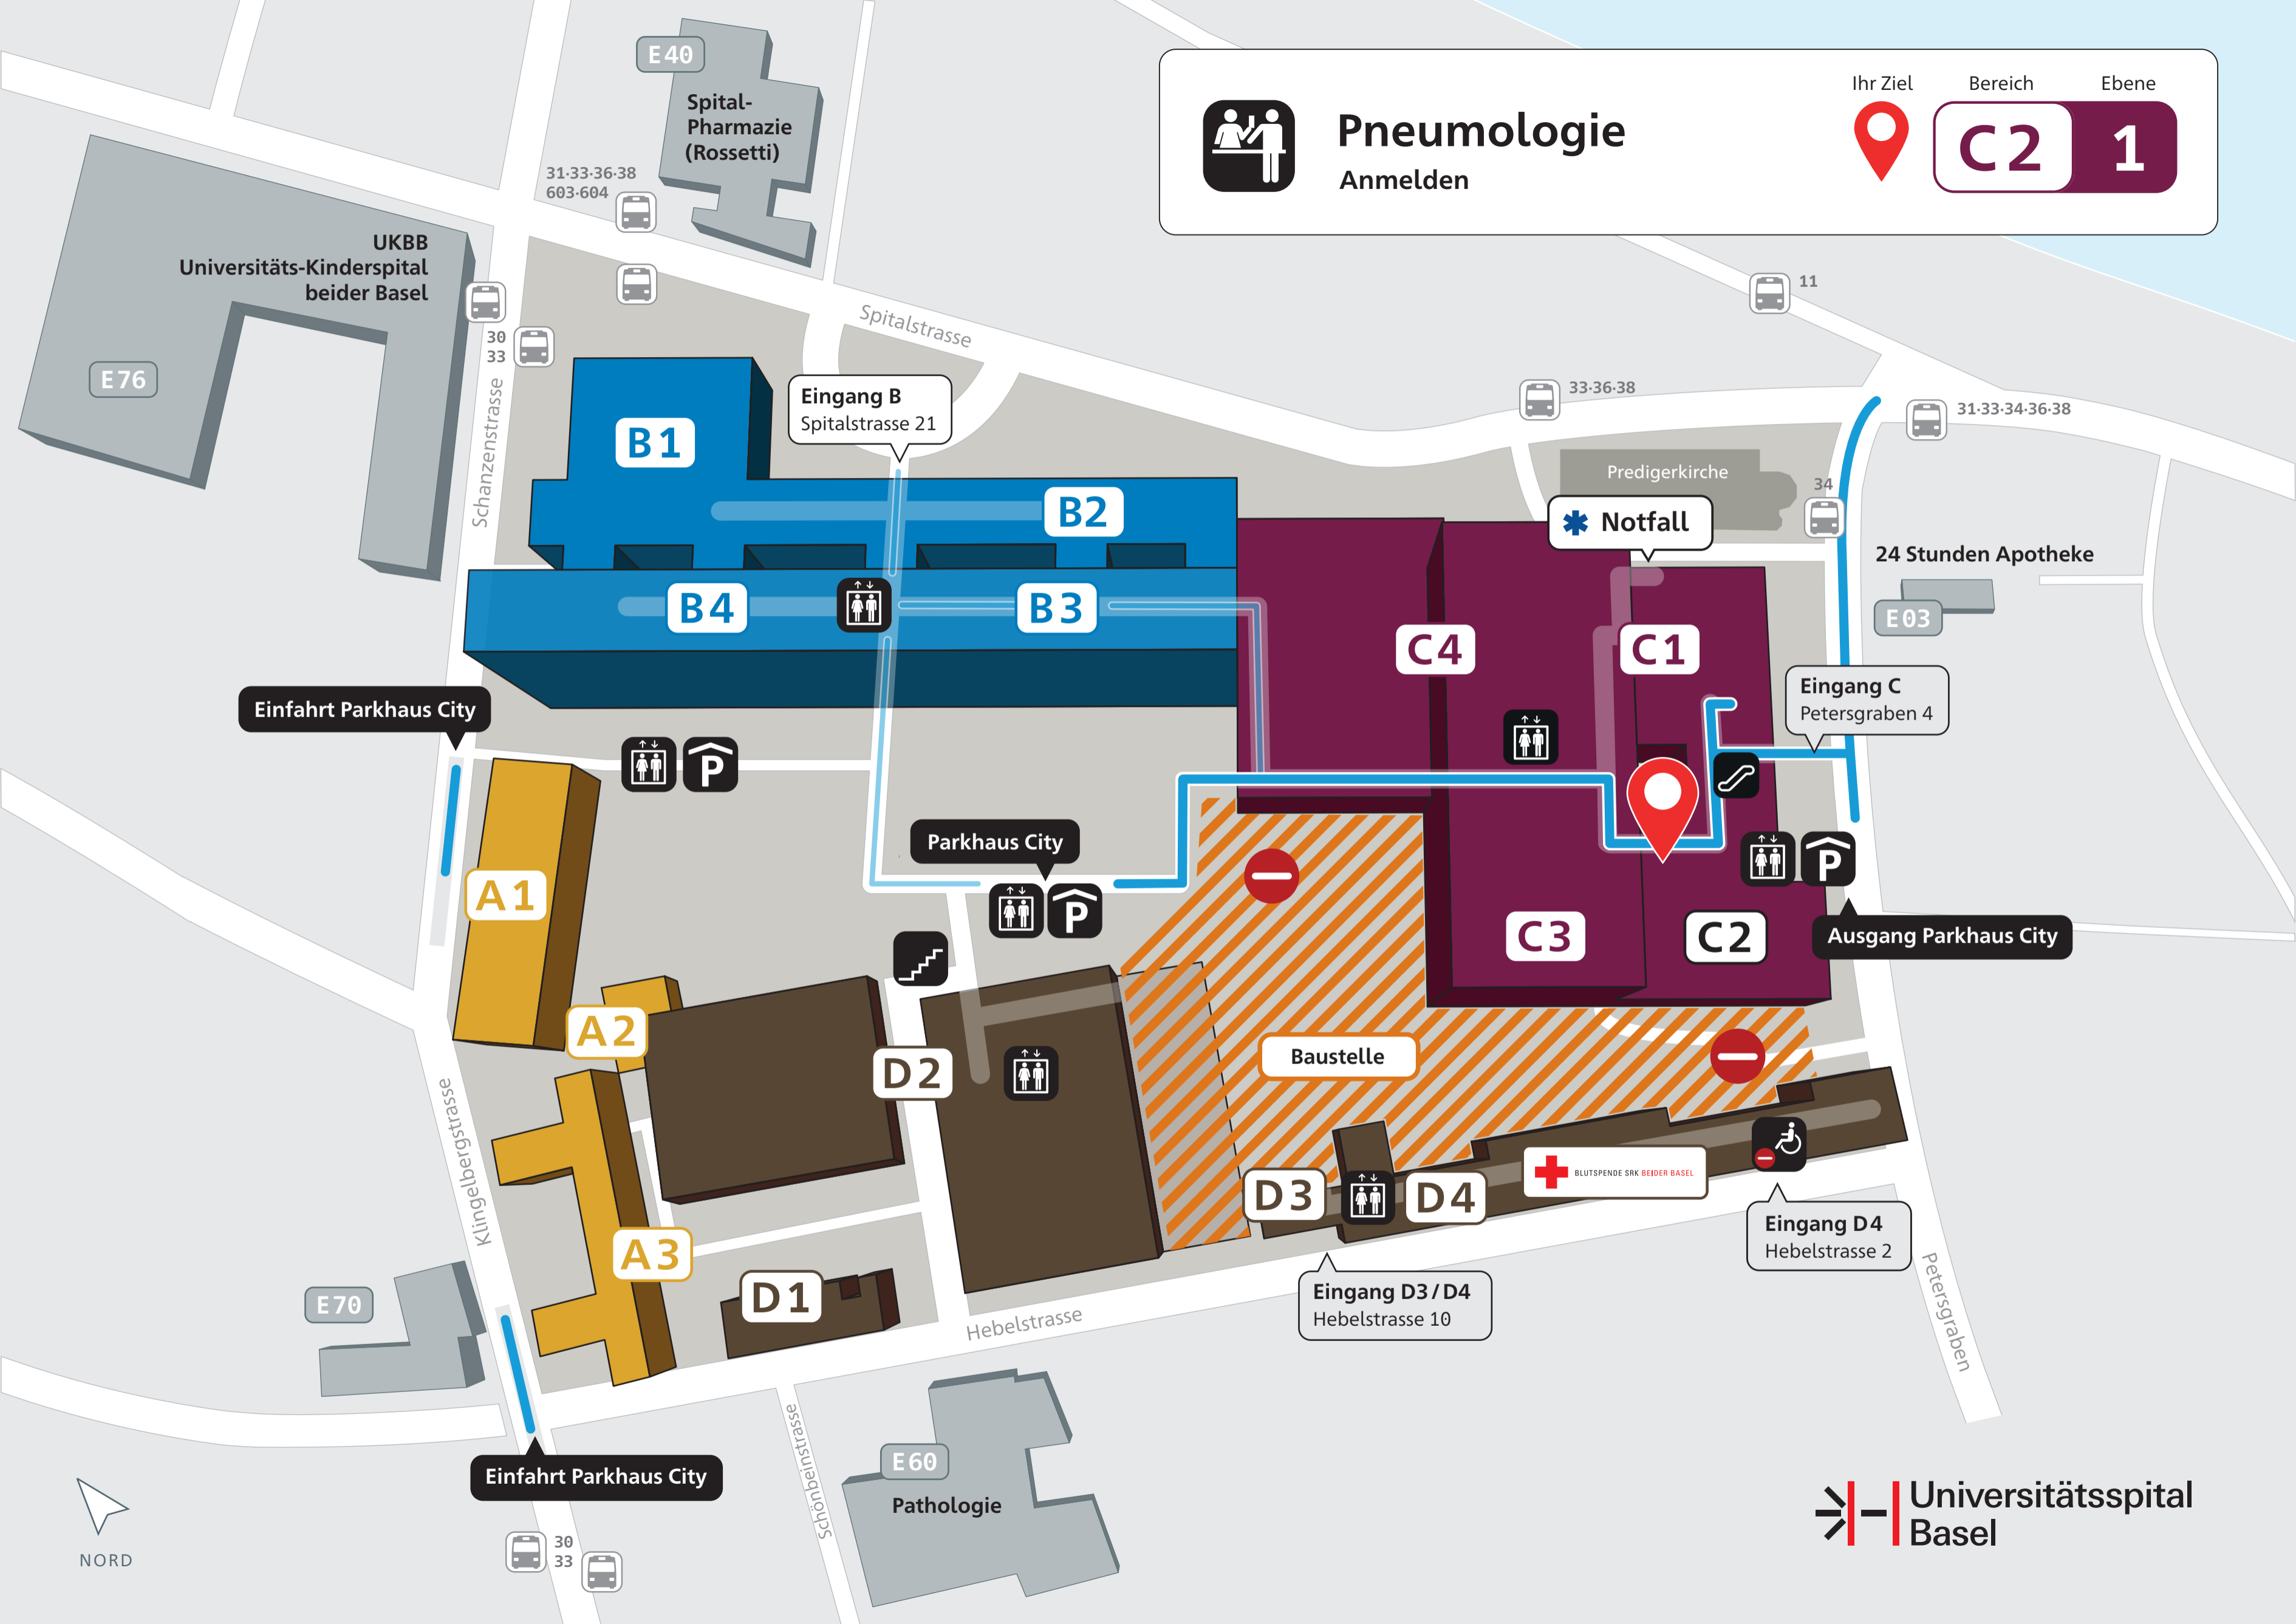 Pneumologie
Anmelden
Ihr Ziel
Bereich
Ebene
C2
1
E40
Spital-
Pharmazie
(Rossetti)
31·33·36·38
603·604
UKBB
Universitäts-Kinderspital
beider Basel
E76
30
33
Schanzenstrasse
Spitalstrasse
11
33·36·38
31·33·34·36·38
Eingang B
Spitalstrasse 21
B1
B2
B4
B3
Predigerkirche
Notfall
34
24 Stunden Apotheke
E03
C4
C1
Eingang C
Petersgraben 4
Einfahrt Parkhaus City
P
Parkhaus City
P
P
A1
C3
C2
Ausgang Parkhaus City
A2
D2
Baustelle
Klingelbergstrasse
A3
D1
D3
D4
BLUTSPENDE SRK BEIDER BASEL
Eingang D4
Hebelstrasse 2
Eingang D3/D4
Hebelstrasse 10
Hebelstrasse
Petersgraben
E70
Schönbeinstrasse
E60
Pathologie
Einfahrt Parkhaus City
30
33
NORD
Universitätsspital
Basel